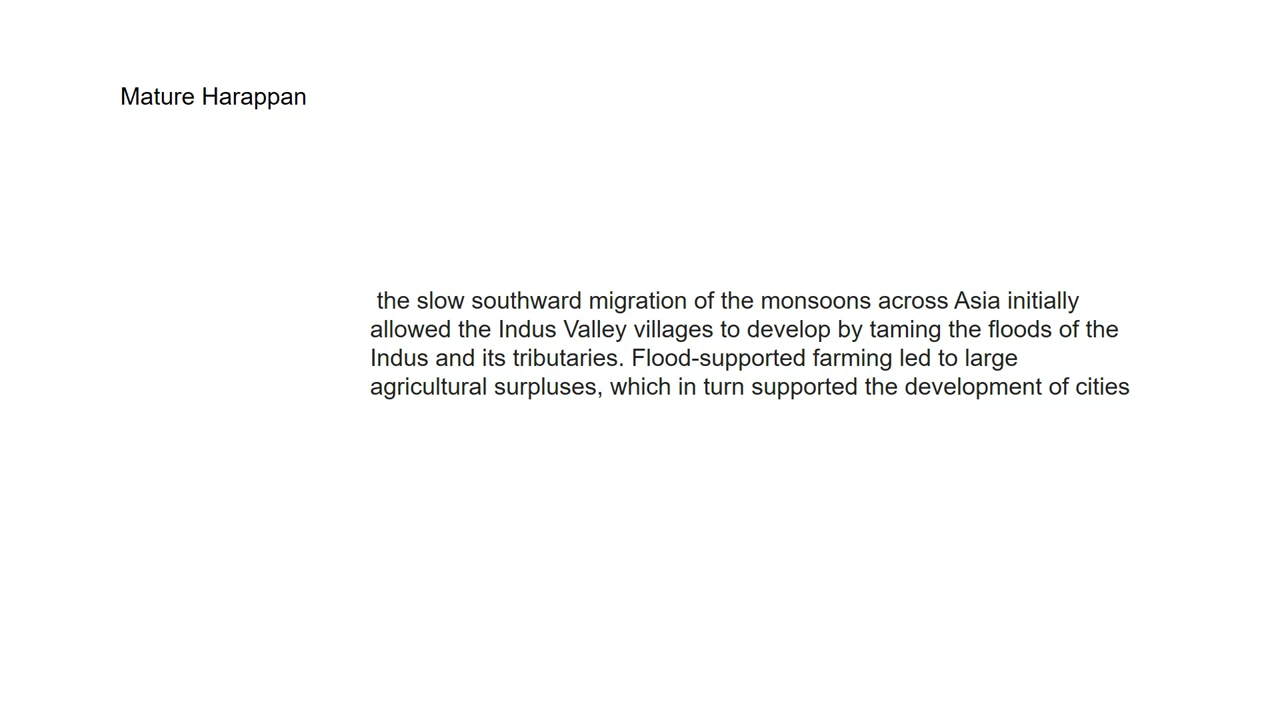 Mature Harappan
the slow southward migration of the monsoons across Asia initially
allowed the Indus Valley villages to develop by taming the floods of the
Indus and its tributaries. Flood-supported farming led to large
agricultural surpluses, which in turn supported the development of cities